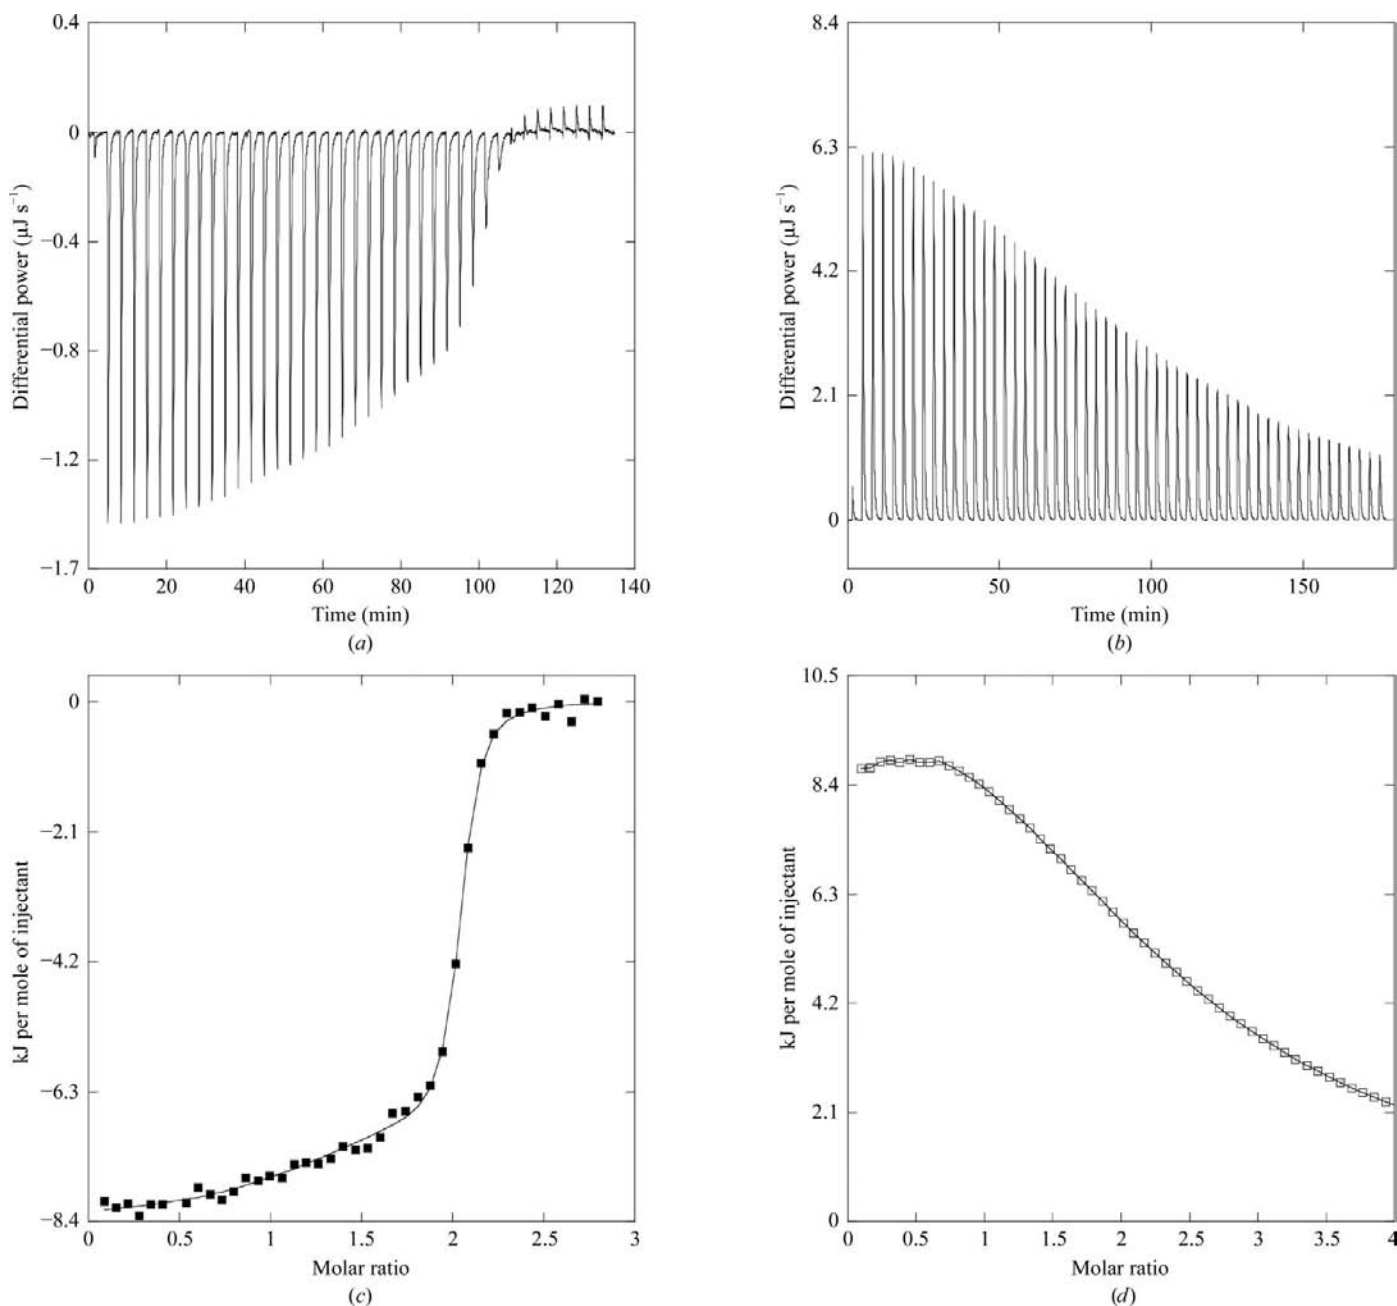 0.4
0
−0.4
−0.8
−1.2
−1.7
Differential power (µJ s⁻¹)
0 20 40 60 80 100 120 140
Time (min)
(a)
8.4
6.3
4.2
2.1
0
Differential power (µJ s⁻¹)
0 50 100 150
Time (min)
(b)
0
−2.1
−4.2
−6.3
−8.4
kJ per mole of injectant
0 0.5 1 1.5 2 2.5 3
Molar ratio
(c)
10.5
8.4
6.3
4.2
2.1
0
kJ per mole of injectant
0 0.5 1 1.5 2 2.5 3 3.5 4
Molar ratio
(d)